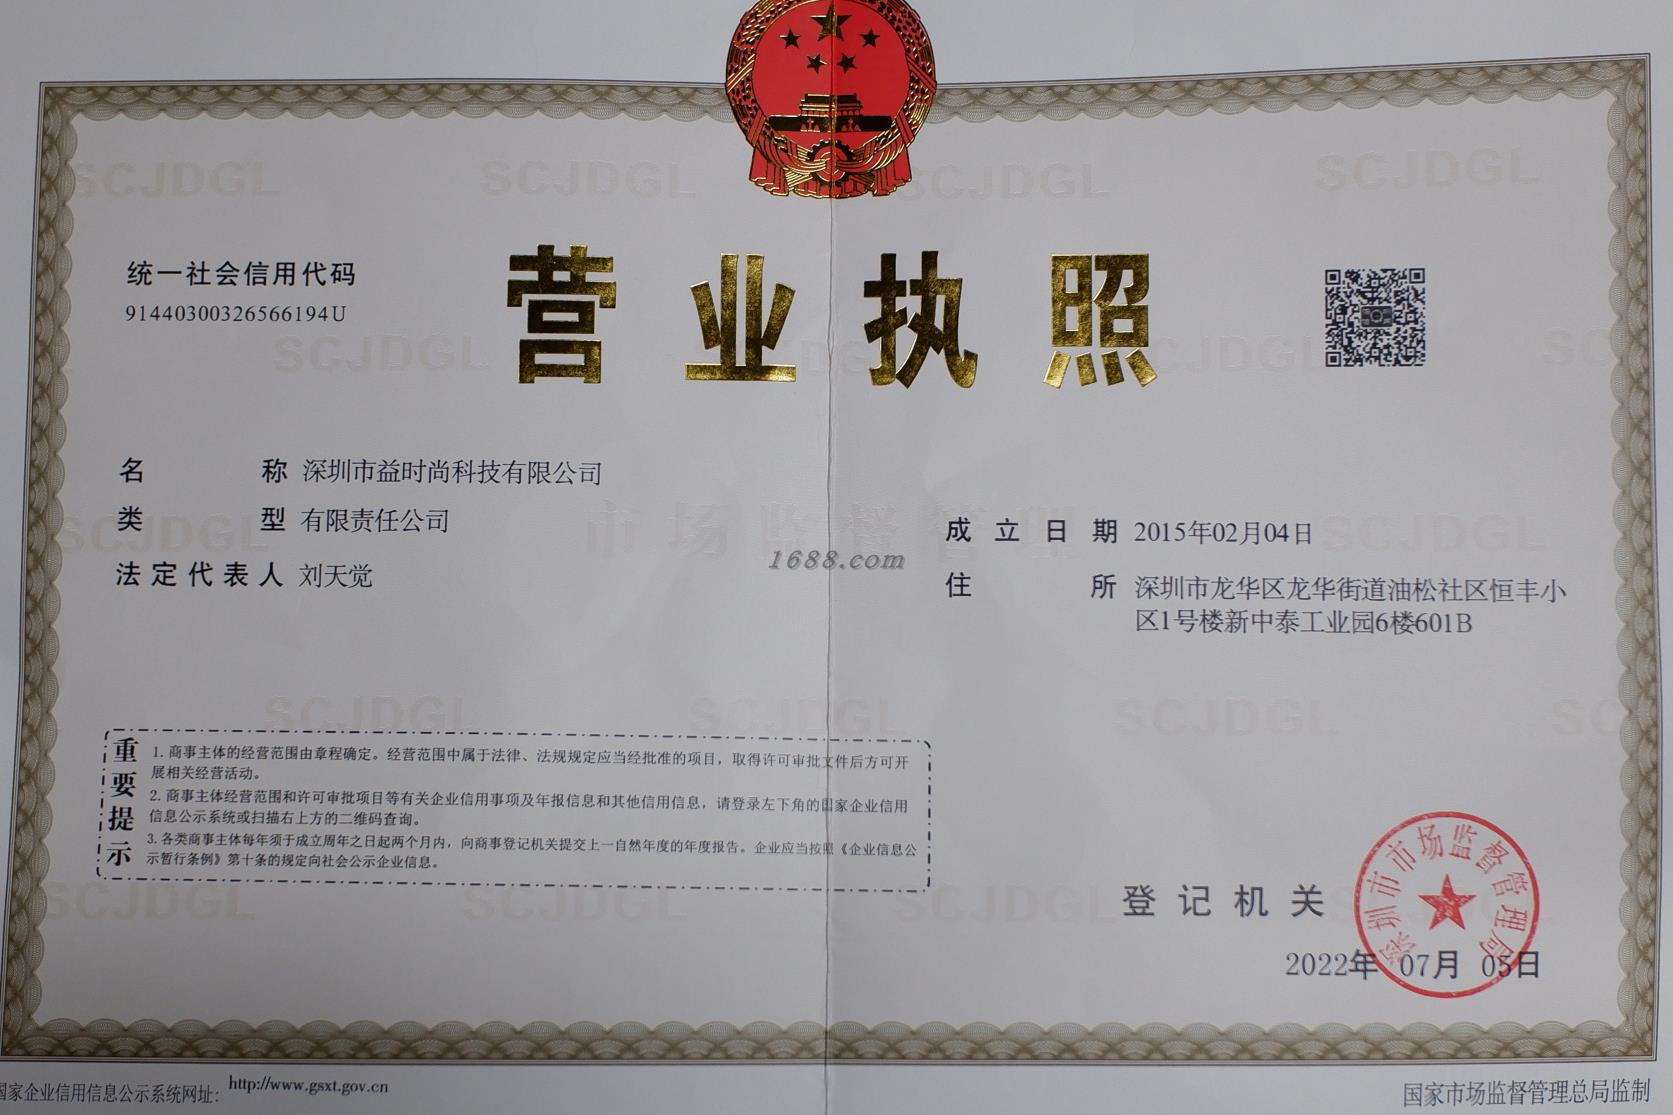 统一社会信用代码
91440300326566194U
营业执照
名称 深圳市益时尚科技有限公司
类型 有限责任公司
法定代表人 刘天觉
成立日期 2015年02月04日
住所 深圳市龙华区龙华街道油松社区恒丰小
区1号楼新中泰工业园6楼601B
1688.com
市场监督管理
重要提示
1. 商事主体的经营范围由章程确定。经营范围中属于法律、法规规定应当经批准的项目，取得许可审批文件后方可开
展相关经营活动。
2. 商事主体经营范围和许可审批项目等有关企业信用事项及年报信息和其他信用信息，请登录左下角的国家企业信用
信息公示系统或扫描右上方的二维码查询。
3. 各类商事主体每年须于成立周年之日起两个月内，向商事登记机关提交上一自然年度的年度报告。企业应当按照《企业信息公
示暂行条例》第十条的规定向社会公示企业信息。
登记机关
深圳市市场监督管理局
2022年 07月 05日
国家企业信用信息公示系统网址： http://www.gsxt.gov.cn
国家市场监督管理总局监制
SCJDGL